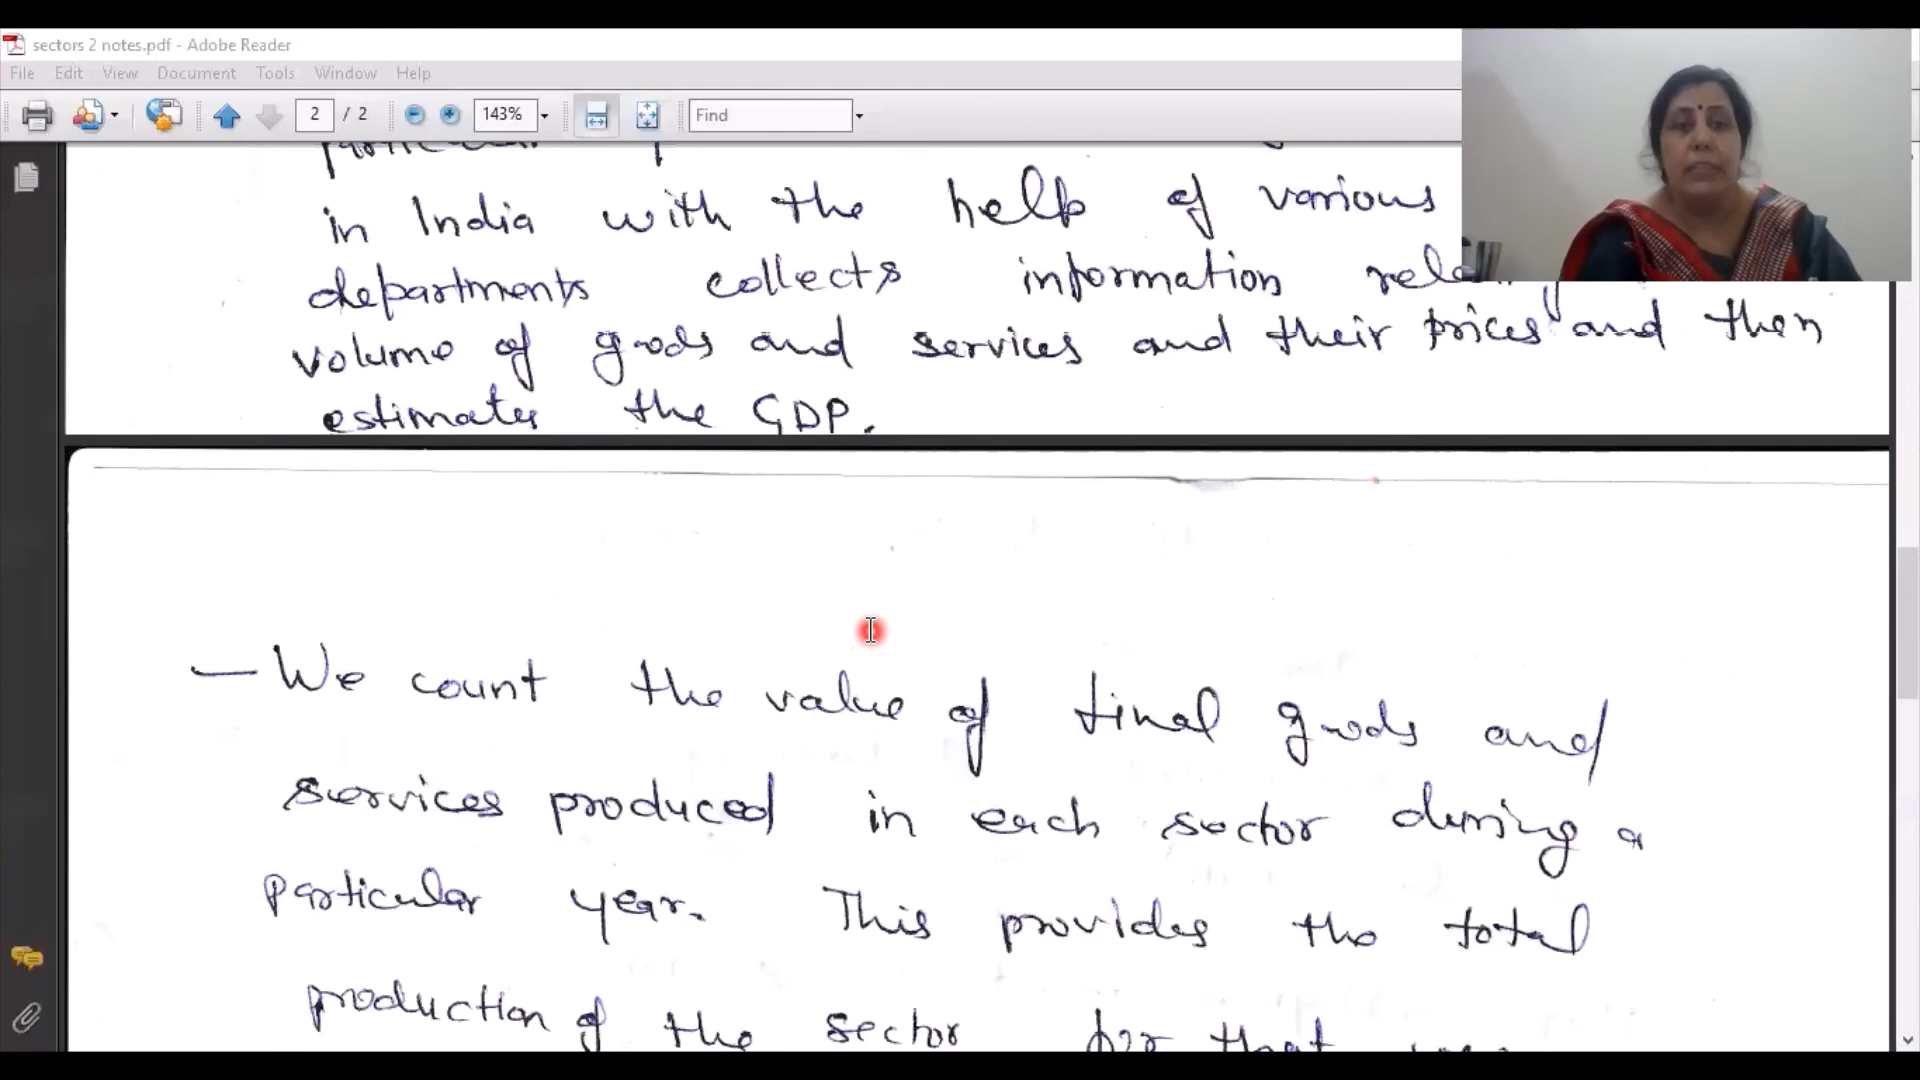 sectors 2 notes.pdf - Adobe Reader
File Edit View Document Tools Window Help
2 / 2 143% Find
in India with the help of various
departments collects information
volume of goods and services and their prices and then
estimates the GDP.
— We count the value of final goods and
services produced in each sector during a
particular year. This provides the total
production of the sector for that